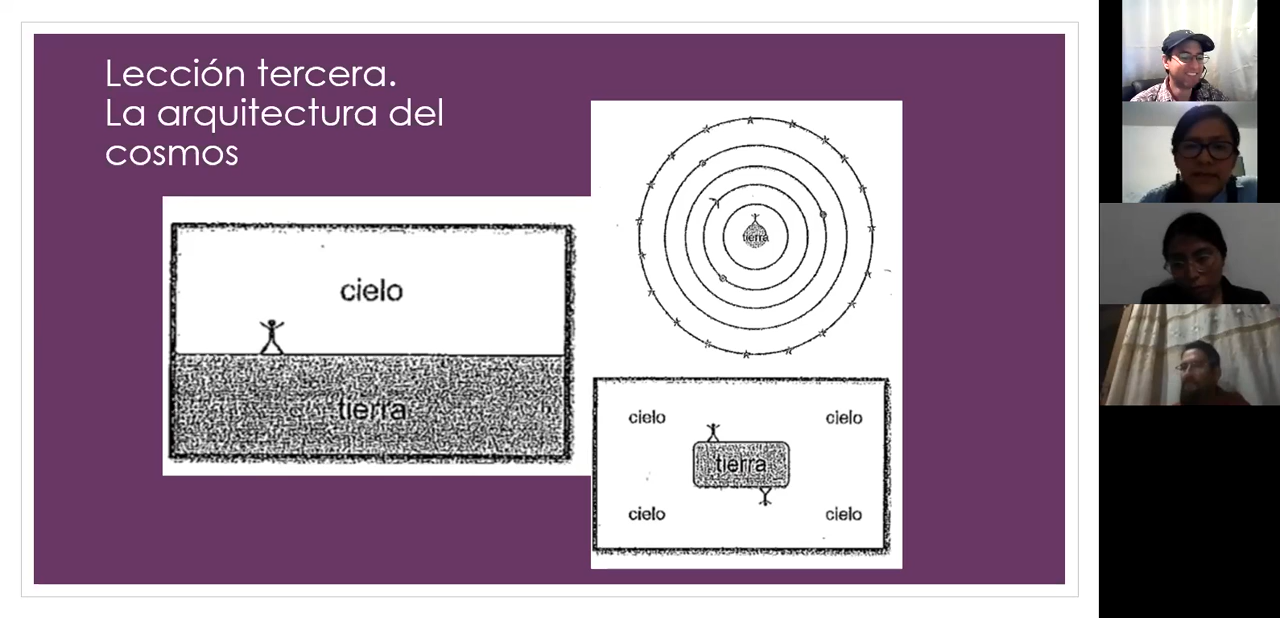 Lección tercera.
La arquitectura del
cosmos
cielo
tierra
tierra
cielo
cielo
tierra
cielo
cielo